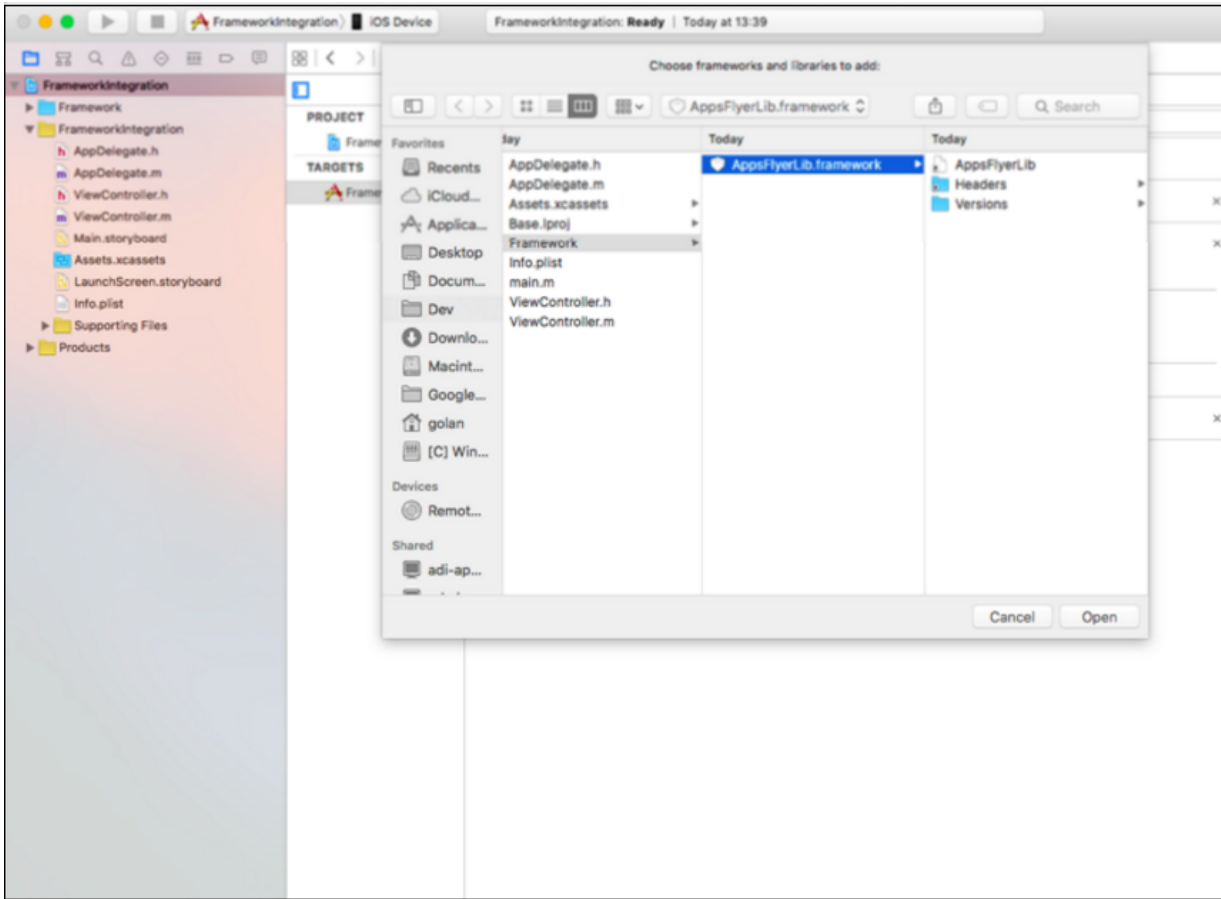 FrameworkIntegration
iOS Device
FrameworkIntegration: Ready | Today at 13:39
FrameworkIntegration
Framework
FrameworkIntegration
h AppDelegate.h
m AppDelegate.m
h ViewController.h
m ViewController.m
Main.storyboard
Assets.xcassets
LaunchScreen.storyboard
Info.plist
Supporting Files
Products
PROJECT
Frame
TARGETS
Frame
Choose frameworks and libraries to add:
AppsFlyerLib.framework
Search
Favorites
Recents
iCloud...
Applica...
Desktop
Docum...
Dev
Downlo...
Macint...
Google...
golan
[C] Win...
Devices
Remot...
Shared
adi-ap...
day
AppDelegate.h
AppDelegate.m
Assets.xcassets
Base.lproj
Framework
Info.plist
main.m
ViewController.h
ViewController.m
Today
AppsFlyerLib.framework
Today
AppsFlyerLib
Headers
Versions
Cancel
Open